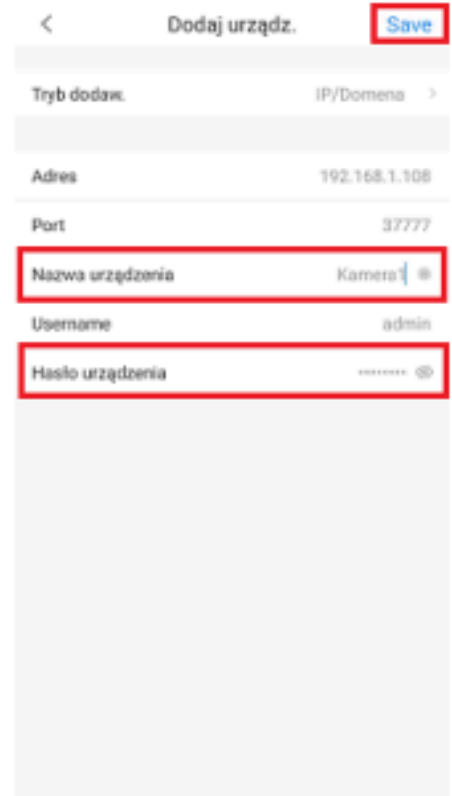 Dodaj urządz. Save
Tryb dodaw. IP/Domena
Adres 192.168.1.108
Port 37777
Nazwa urządzenia Kamera1
Username admin
Hasło urządzenia ········